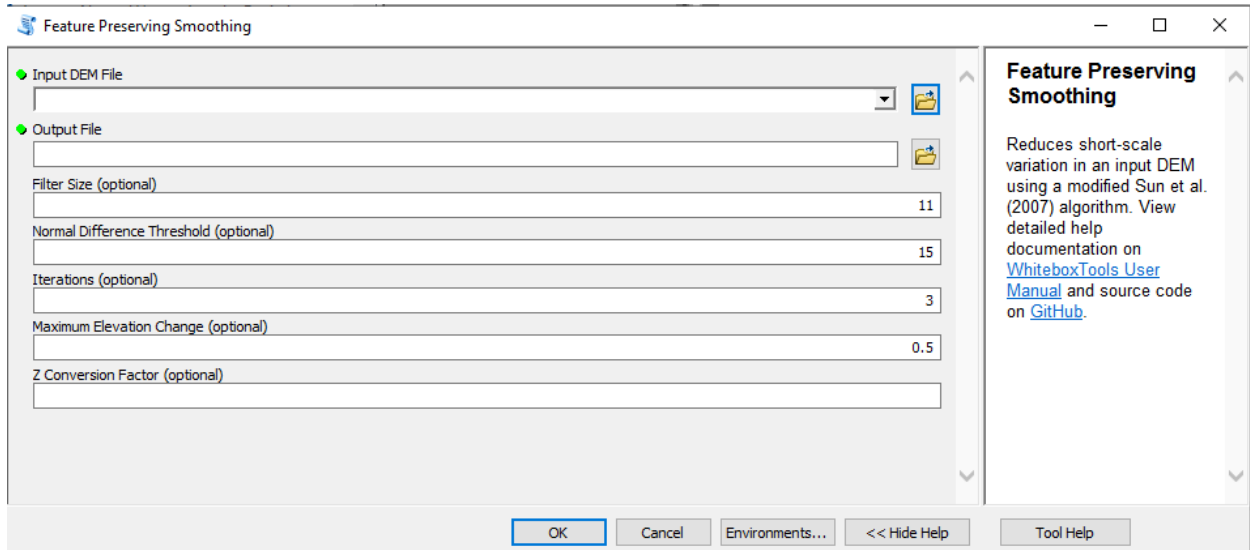 Feature Preserving Smoothing
Input DEM File
Output File
Filter Size (optional)
11
Normal Difference Threshold (optional)
15
Iterations (optional)
3
Maximum Elevation Change (optional)
0.5
Z Conversion Factor (optional)
Feature Preserving
Smoothing
Reduces short-scale
variation in an input DEM
using a modified Sun et al.
(2007) algorithm. View
detailed help
documentation on
WhiteboxTools User
Manual and source code
on GitHub.
OK
Cancel
Environments...
<< Hide Help
Tool Help